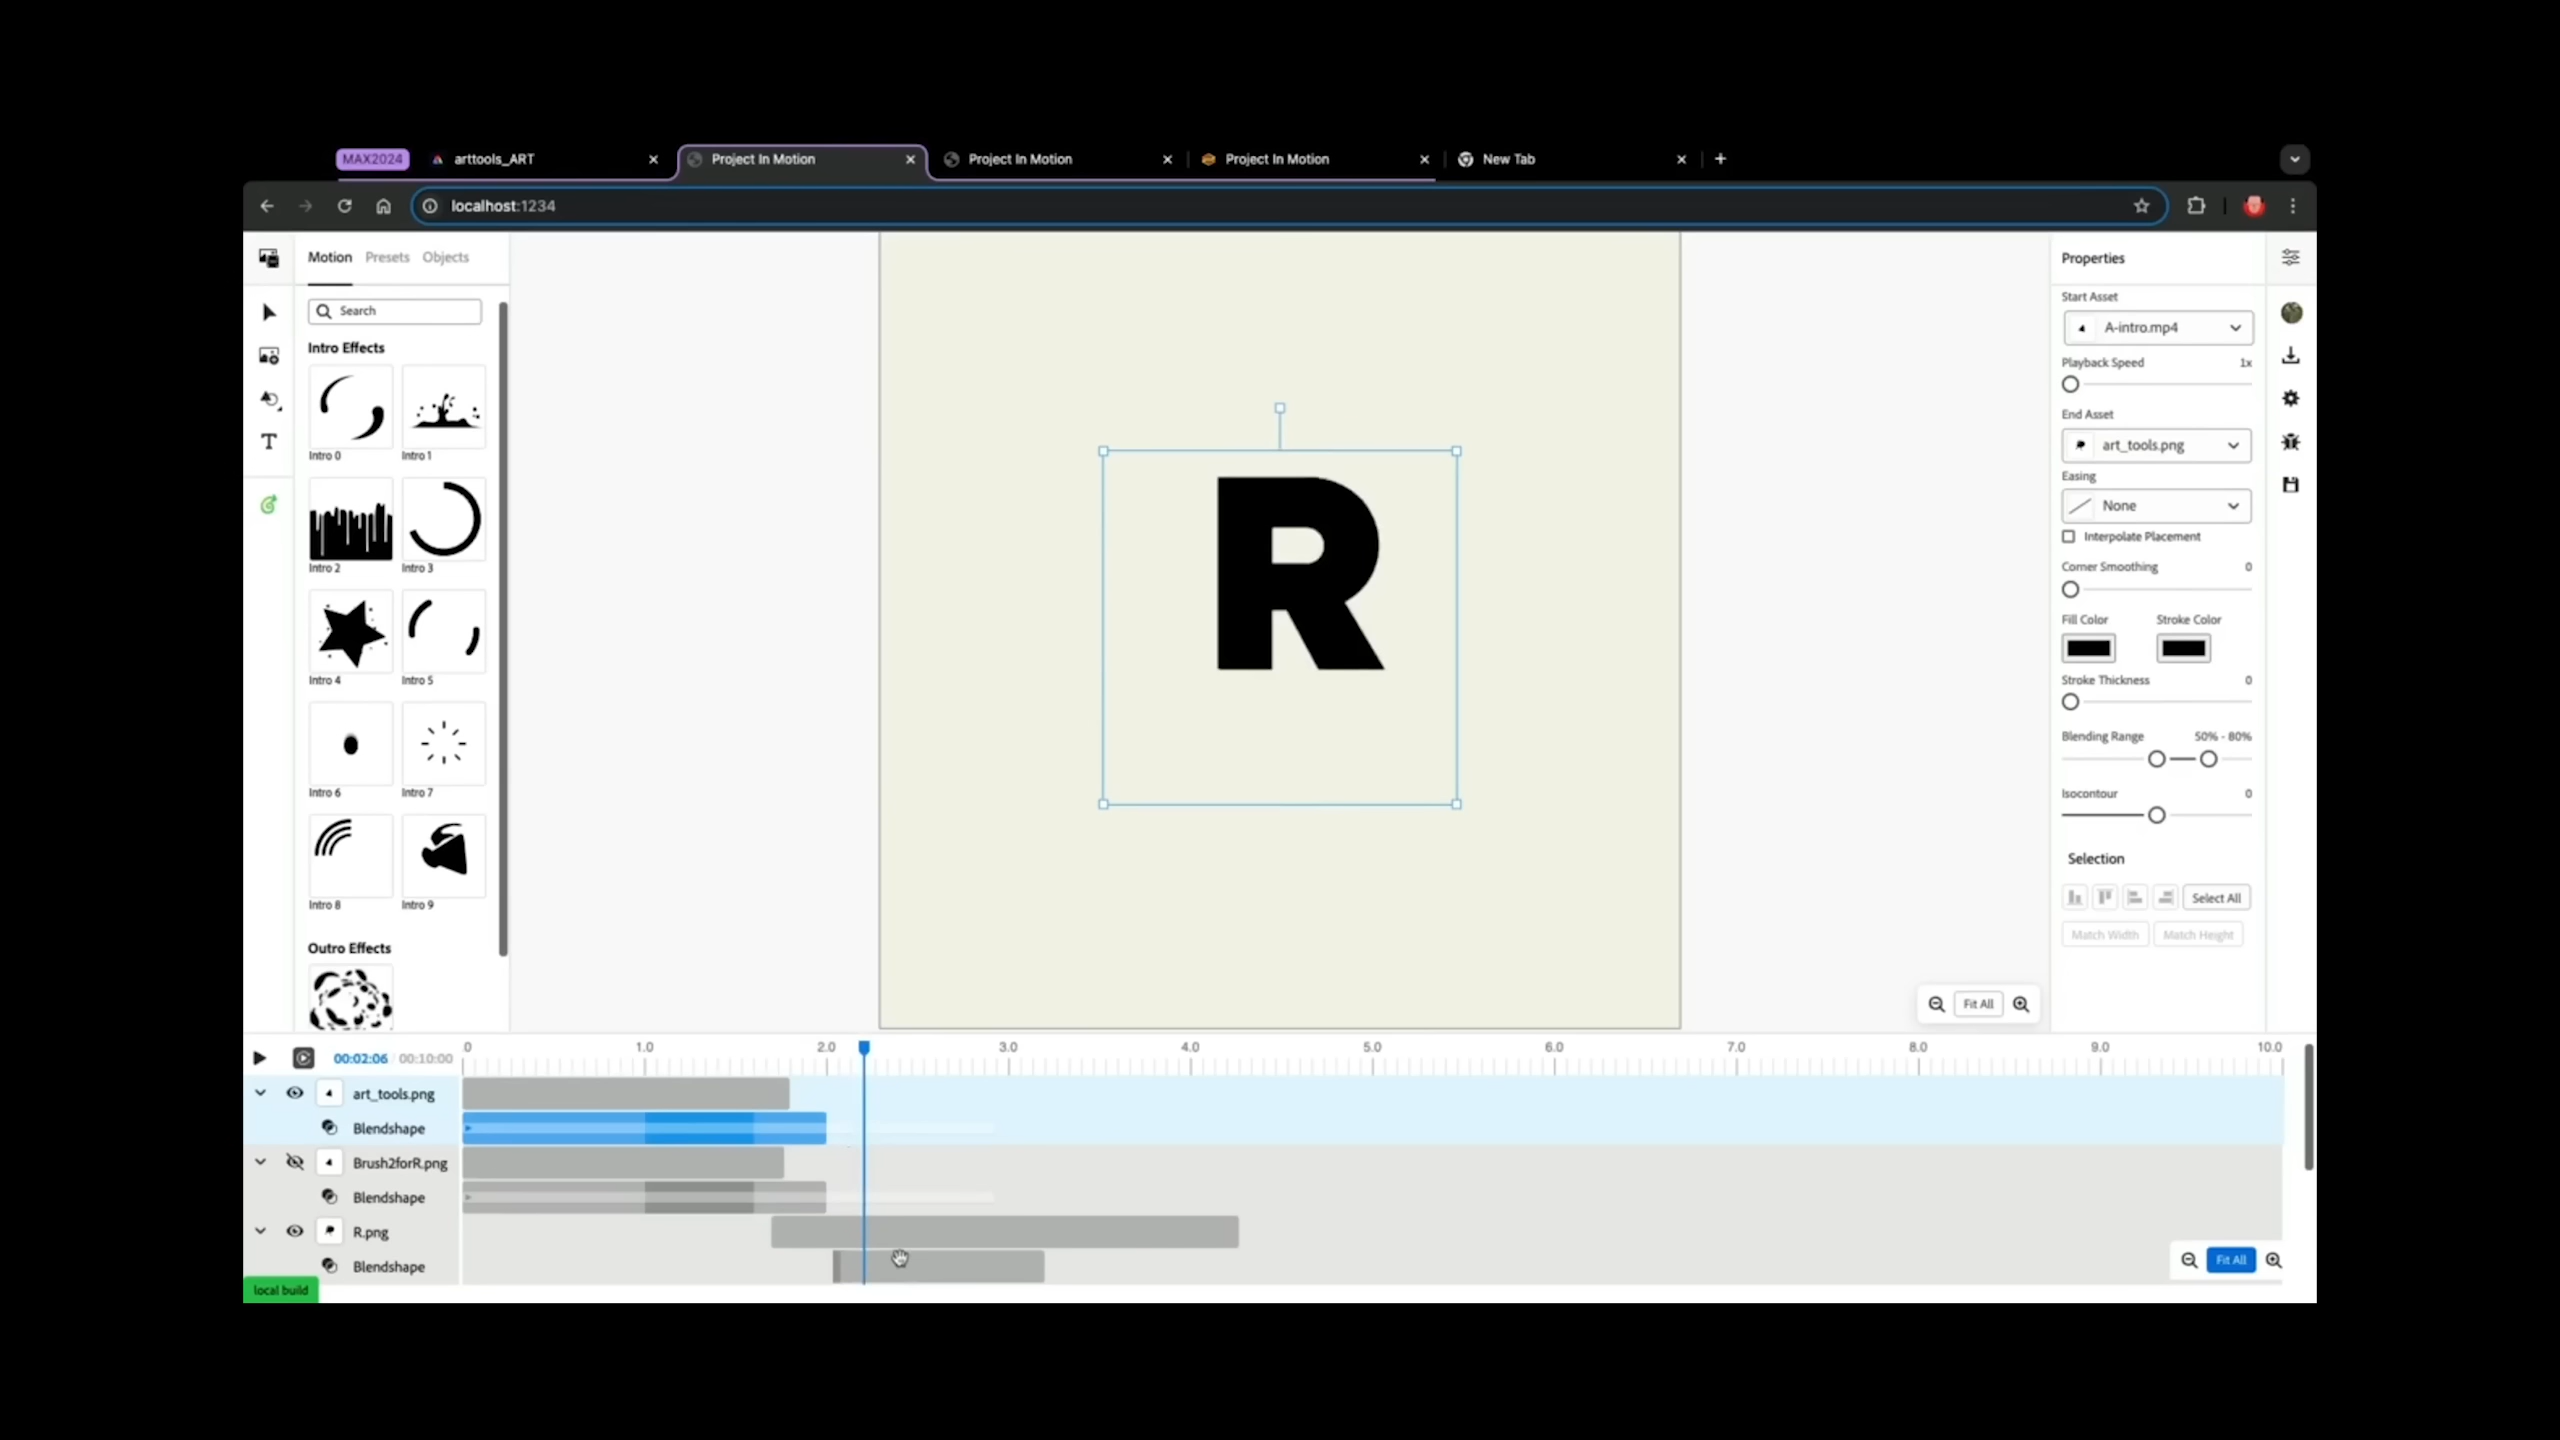 MAX2024 arttools_ART Project In Motion Project In Motion Project In Motion New Tab
localhost:1234
Motion Presets Objects
Search
Intro Effects
Intro 0 Intro 1
Intro 2 Intro 3
Intro 4 Intro 5
Intro 6 Intro 7
Intro 8 Intro 9
Outro Effects
R
Properties
Start Asset
A-intro.mp4
Playback Speed 1x
End Asset
art_tools.png
Easing
None
Interpolate Placement
Corner Smoothing 0
Fill Color Stroke Color
Stroke Thickness 0
Blending Range 50% - 80%
Isocontour 0
Selection
Select All
Match Width Match Height
Fit All
00:02:06 / 00:10:00 0 1.0 2.0 3.0 4.0 5.0 6.0 7.0 8.0 9.0 10.0
art_tools.png
Blendshape
Brush2forR.png
Blendshape
R.png
Blendshape
Fit All
local build